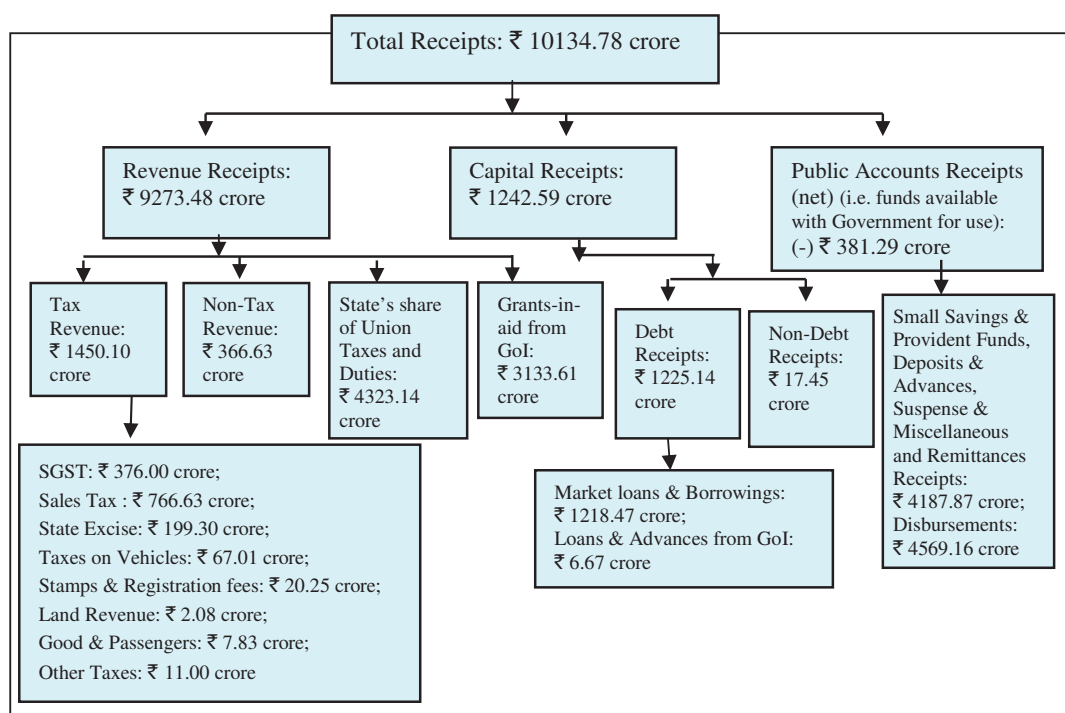 Total Receipts: ₹ 10134.78 crore
Revenue Receipts:
₹ 9273.48 crore
Capital Receipts:
₹ 1242.59 crore
Public Accounts Receipts
(net) (i.e. funds available
with Government for use):
(-) ₹ 381.29 crore
Tax
Revenue:
₹ 1450.10
crore
Non-Tax
Revenue:
₹ 366.63
crore
State's share
of Union
Taxes and
Duties:
₹ 4323.14
crore
Grants-in-
aid from
GoI:
₹ 3133.61
crore
Debt
Receipts:
₹ 1225.14
crore
Non-Debt
Receipts:
₹ 17.45
crore
Small Savings &
Provident Funds,
Deposits &
Advances,
Suspense &
Miscellaneous
and Remittances
Receipts:
₹ 4187.87 crore;
Disbursements:
₹ 4569.16 crore
SGST: ₹ 376.00 crore;
Sales Tax : ₹ 766.63 crore;
State Excise: ₹ 199.30 crore;
Taxes on Vehicles: ₹ 67.01 crore;
Stamps & Registration fees: ₹ 20.25 crore;
Land Revenue: ₹ 2.08 crore;
Good & Passengers: ₹ 7.83 crore;
Other Taxes: ₹ 11.00 crore
Market loans & Borrowings:
₹ 1218.47 crore;
Loans & Advances from GoI:
₹ 6.67 crore